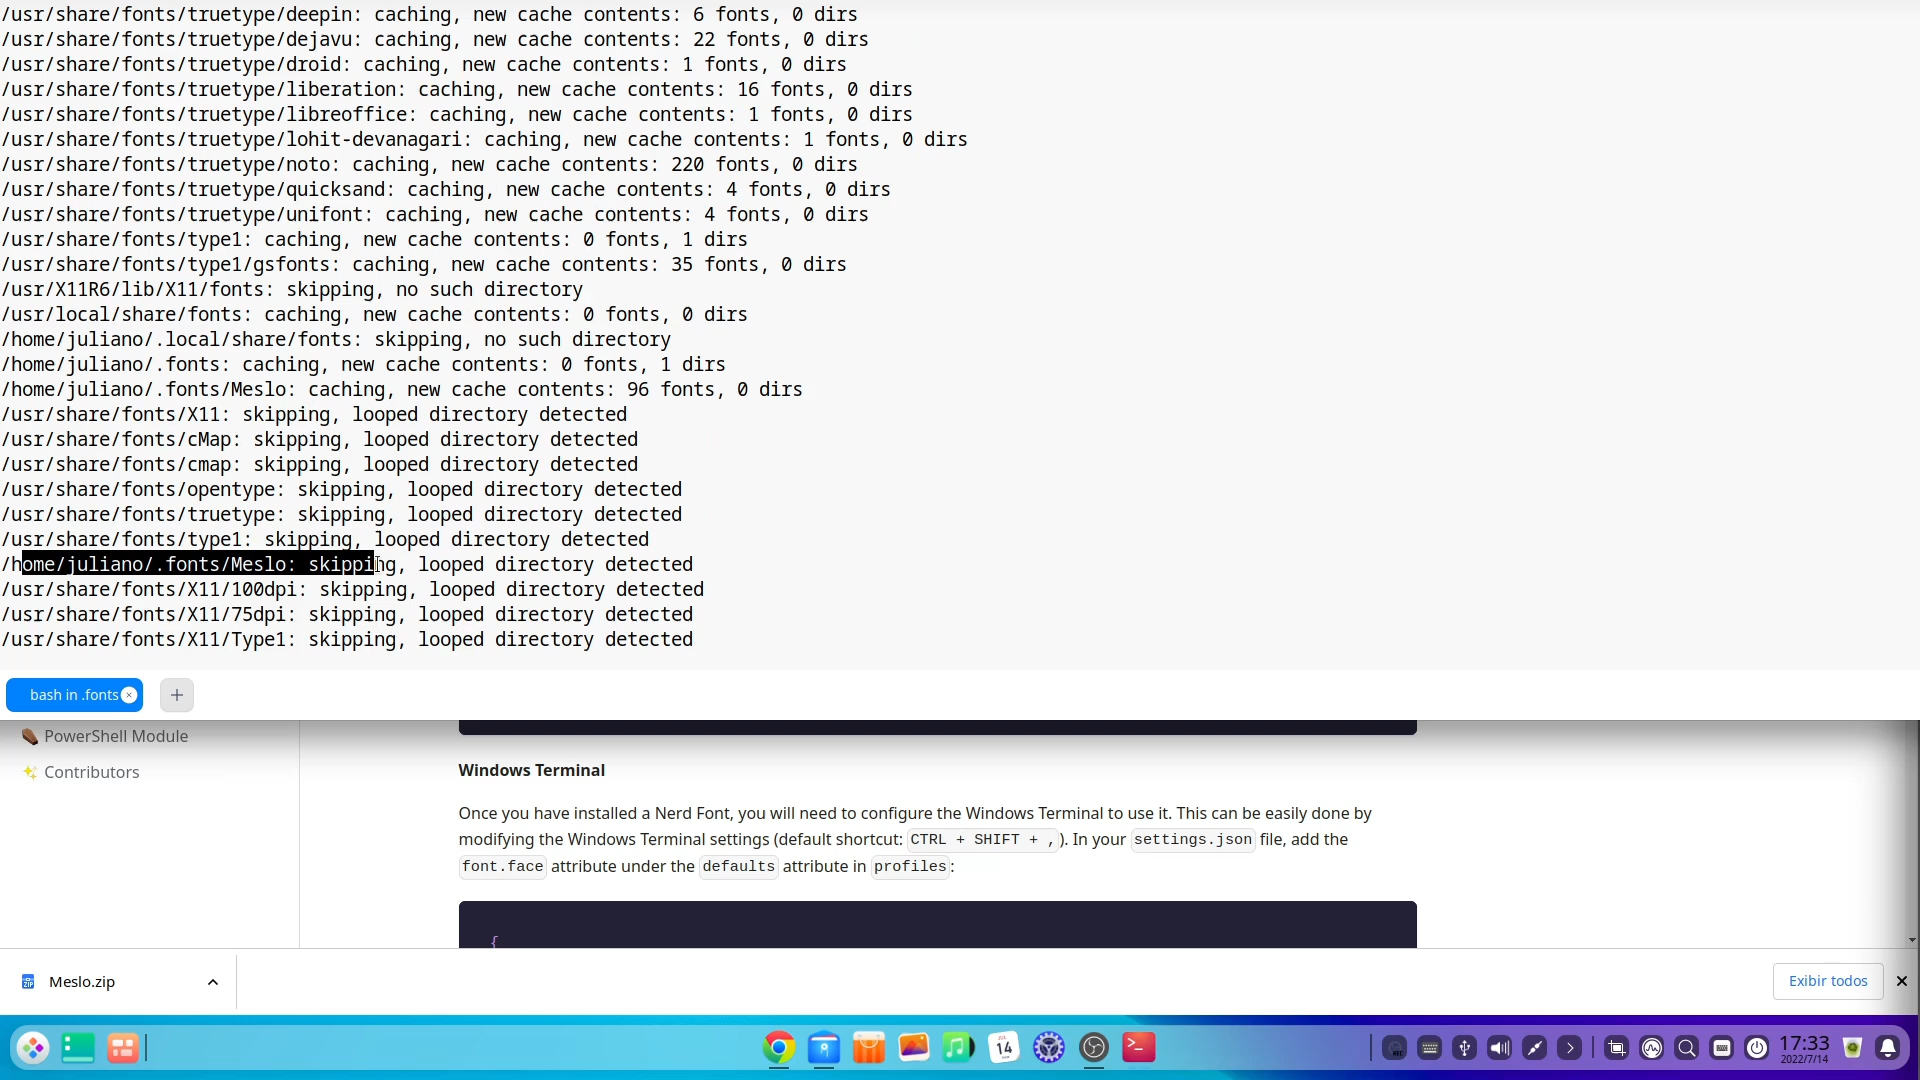 /usr/share/fonts/truetype/deepin: caching, new cache contents: 6 fonts, 0 dirs
/usr/share/fonts/truetype/dejavu: caching, new cache contents: 22 fonts, 0 dirs
/usr/share/fonts/truetype/droid: caching, new cache contents: 1 fonts, 0 dirs
/usr/share/fonts/truetype/liberation: caching, new cache contents: 16 fonts, 0 dirs
/usr/share/fonts/truetype/libreoffice: caching, new cache contents: 1 fonts, 0 dirs
/usr/share/fonts/truetype/lohit-devanagari: caching, new cache contents: 1 fonts, 0 dirs
/usr/share/fonts/truetype/noto: caching, new cache contents: 220 fonts, 0 dirs
/usr/share/fonts/truetype/quicksand: caching, new cache contents: 4 fonts, 0 dirs
/usr/share/fonts/truetype/unifont: caching, new cache contents: 4 fonts, 0 dirs
/usr/share/fonts/type1: caching, new cache contents: 0 fonts, 1 dirs
/usr/share/fonts/type1/gsfonts: caching, new cache contents: 35 fonts, 0 dirs
/usr/X11R6/lib/X11/fonts: skipping, no such directory
/usr/local/share/fonts: caching, new cache contents: 0 fonts, 0 dirs
/home/juliano/.local/share/fonts: skipping, no such directory
/home/juliano/.fonts: caching, new cache contents: 0 fonts, 1 dirs
/home/juliano/.fonts/Meslo: caching, new cache contents: 96 fonts, 0 dirs
/usr/share/fonts/X11: skipping, looped directory detected
/usr/share/fonts/cMap: skipping, looped directory detected
/usr/share/fonts/cmap: skipping, looped directory detected
/usr/share/fonts/opentype: skipping, looped directory detected
/usr/share/fonts/truetype: skipping, looped directory detected
/usr/share/fonts/type1: skipping, looped directory detected
/home/juliano/.fonts/Meslo: skipping, looped directory detected
/usr/share/fonts/X11/100dpi: skipping, looped directory detected
/usr/share/fonts/X11/75dpi: skipping, looped directory detected
/usr/share/fonts/X11/Type1: skipping, looped directory detected
bash in .fonts
PowerShell Module
Contributors
Windows Terminal
Once you have installed a Nerd Font, you will need to configure the Windows Terminal to use it. This can be easily done by
modifying the Windows Terminal settings (default shortcut: CTRL + SHIFT + ,). In your settings.json file, add the
font.face attribute under the defaults attribute in profiles:
{
Meslo.zip
Exibir todos
14
17:33
2022/7/14